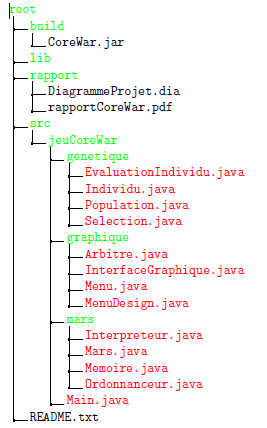 root
build
CoreWar.jar
lib
rapport
DiagrammeProjet.dia
rapportCoreWar.pdf
src
jeuCoreWar
genetique
EvaluationIndividu.java
Individu.java
Population.java
Selection.java
graphique
Arbitre.java
InterfaceGraphique.java
Menu.java
MenuDesign.java
mars
Interpreteur.java
Mars.java
Memoire.java
Ordonnanceur.java
Main.java
README.txt